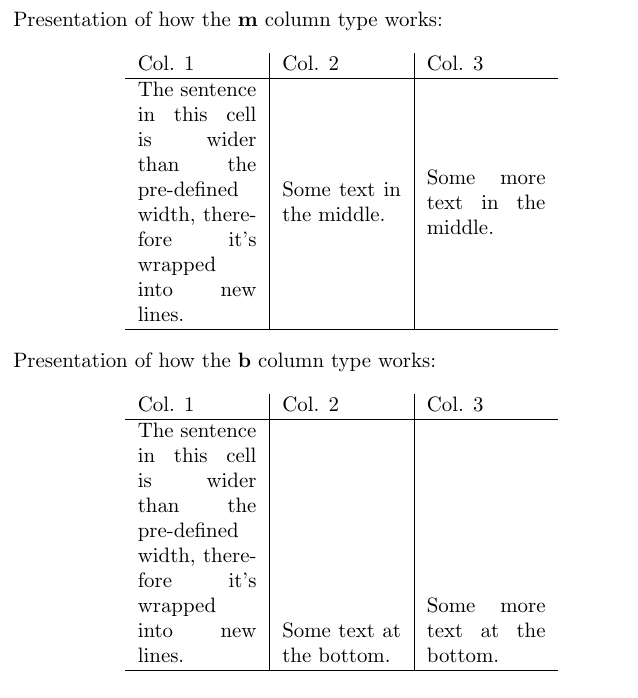 Presentation of how the m column type works:
Col. 1 Col. 2 Col. 3
The sentence
in this cell
is wider
than the
pre-defined
width, there-
fore it's
wrapped
into new
lines.
Some text in
the middle.
Some more
text in the
middle.
Presentation of how the b column type works:
Col. 1 Col. 2 Col. 3
The sentence
in this cell
is wider
than the
pre-defined
width, there-
fore it's
wrapped
into new
lines.
Some text at
the bottom.
Some more
text at the
bottom.